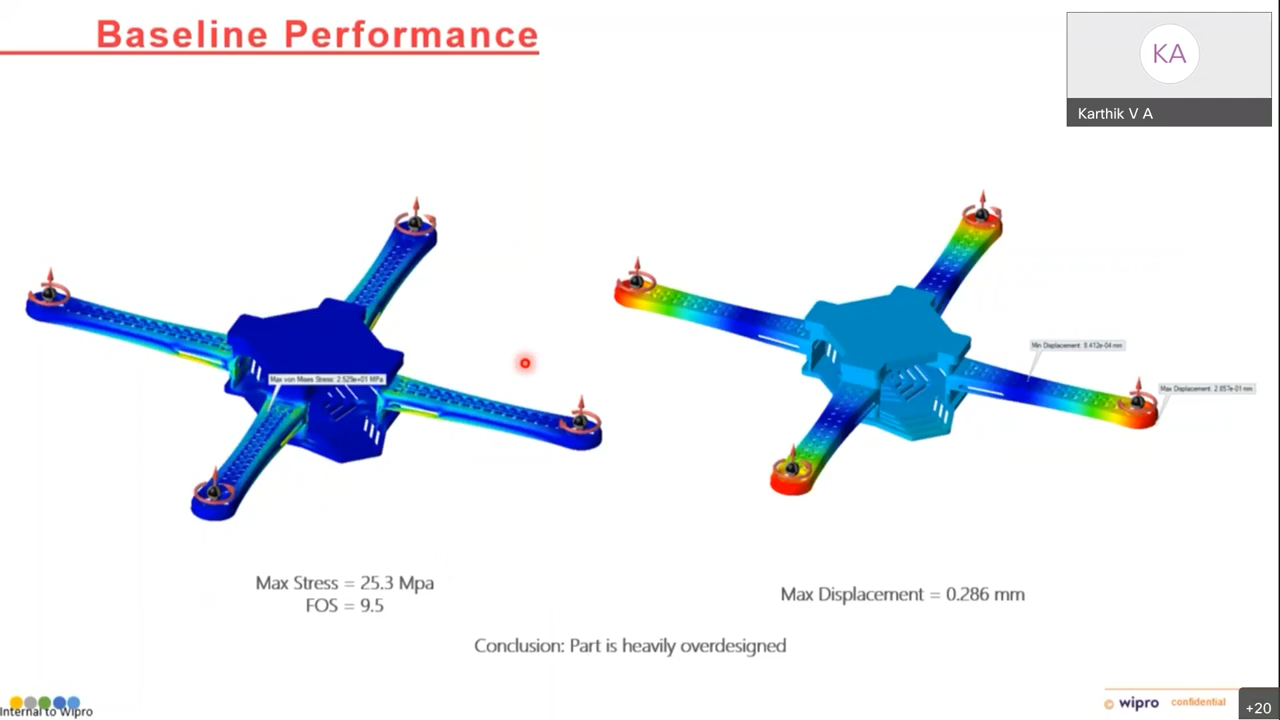 Baseline Performance
KA
Karthik V A
Max von Mises Stress: 2.529e+01 MPa
Min Displacement: 8.412e-04 mm
Max Displacement: 2.857e-01 mm
Max Stress = 25.3 Mpa
FOS = 9.5
Max Displacement = 0.286 mm
Conclusion: Part is heavily overdesigned
Internal to Wipro
© wipro confidential
+20